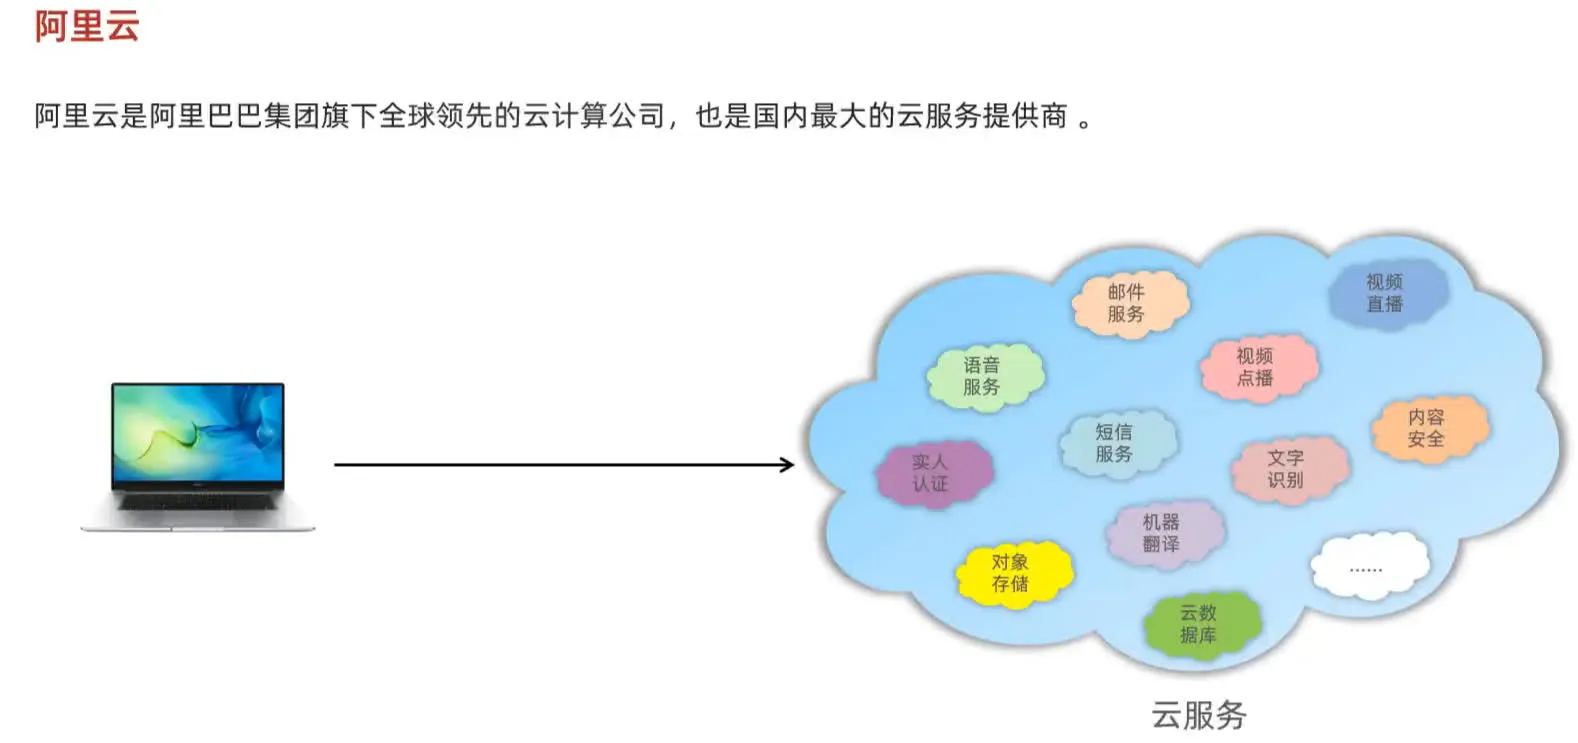 阿里云
阿里云是阿里巴巴集团旗下全球领先的云计算公司，也是国内最大的云服务提供商 。
邮件
服务
视频
直播
语音
服务
视频
点播
短信
服务
内容
安全
实人
认证
文字
识别
机器
翻译
对象
存储
……
云数
据库
云服务